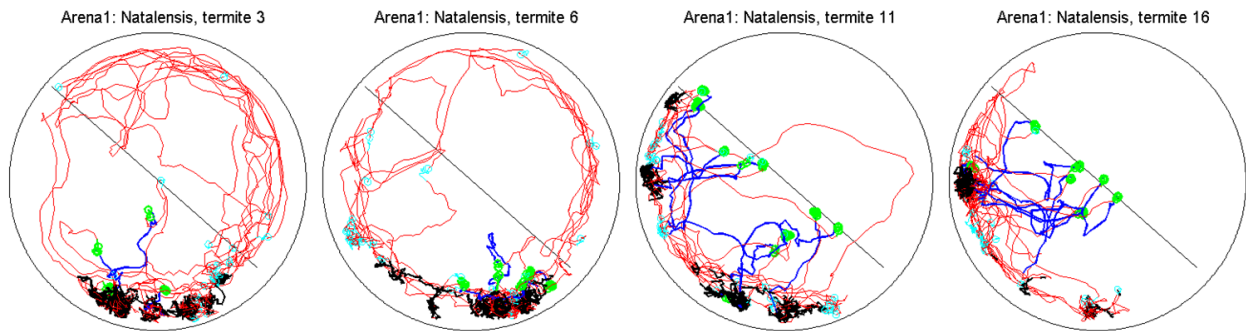 Arena1: Natalensis, termite 3
Arena1: Natalensis, termite 6
Arena1: Natalensis, termite 11
Arena1: Natalensis, termite 16